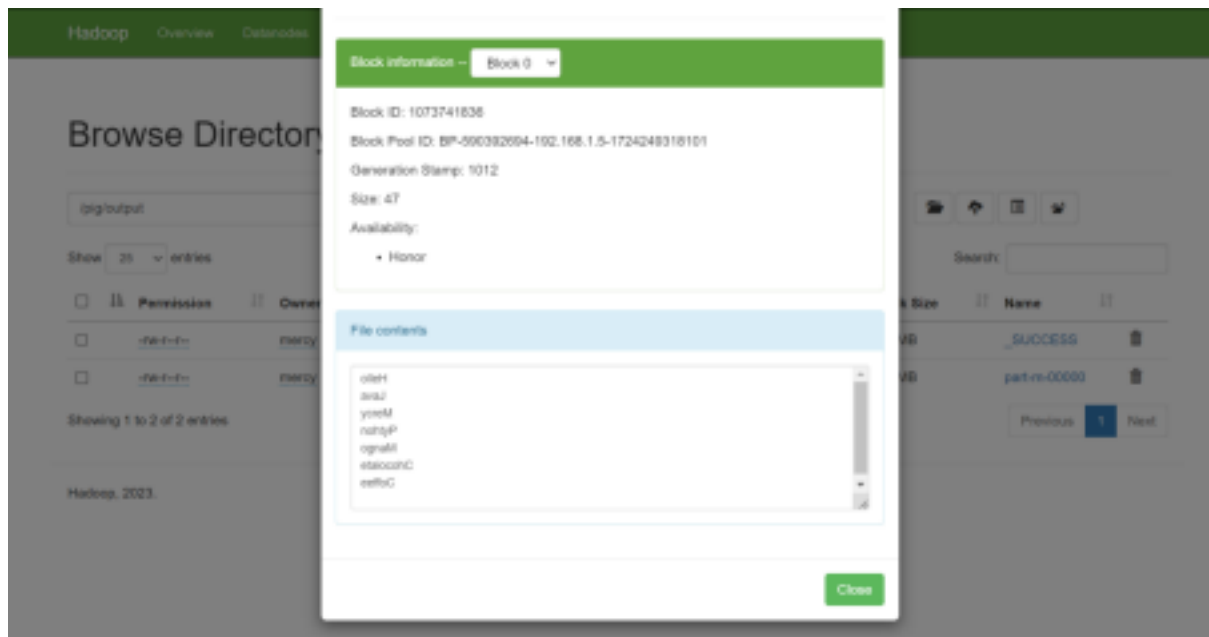 Hadoop Overview Datanodes
Browse Directory
/pig/output
Show 25 entries
Search:
Permission Owner k Size Name
-rw-r--r-- mercy MB _SUCCESS
-rw-r--r-- mercy MB part-m-00000
Showing 1 to 2 of 2 entries
Previous 1 Next
Hadoop, 2023.
Block information -- Block 0
Block ID: 1073741836
Block Pool ID: BP-590392694-192.168.1.5-1724249318101
Generation Stamp: 1012
Size: 47
Availability:
Honor
File contents
olleH
avaJ
ycreM
nohtyP
ognaM
etalocohC
eeffoC
Close